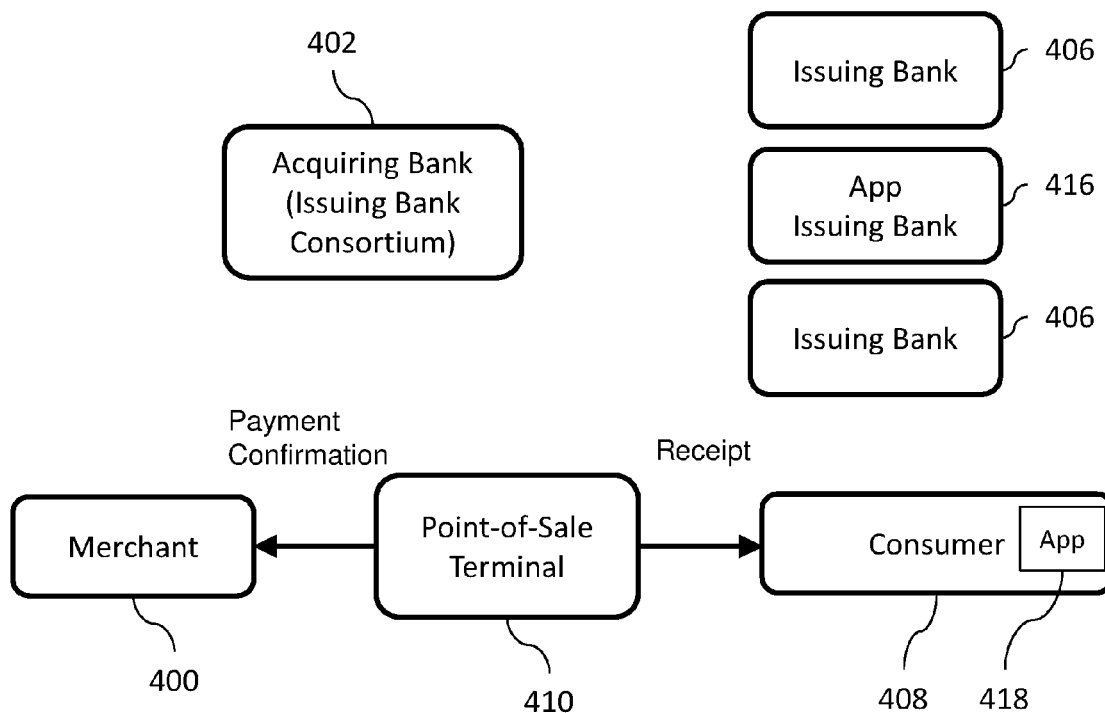 402
406
Issuing Bank
Acquiring Bank
(Issuing Bank
Consortium)
App
Issuing Bank
416
Issuing Bank
406
Payment
Confirmation
Receipt
Merchant
Point-of-Sale
Terminal
Consumer
App
400
410
408
418